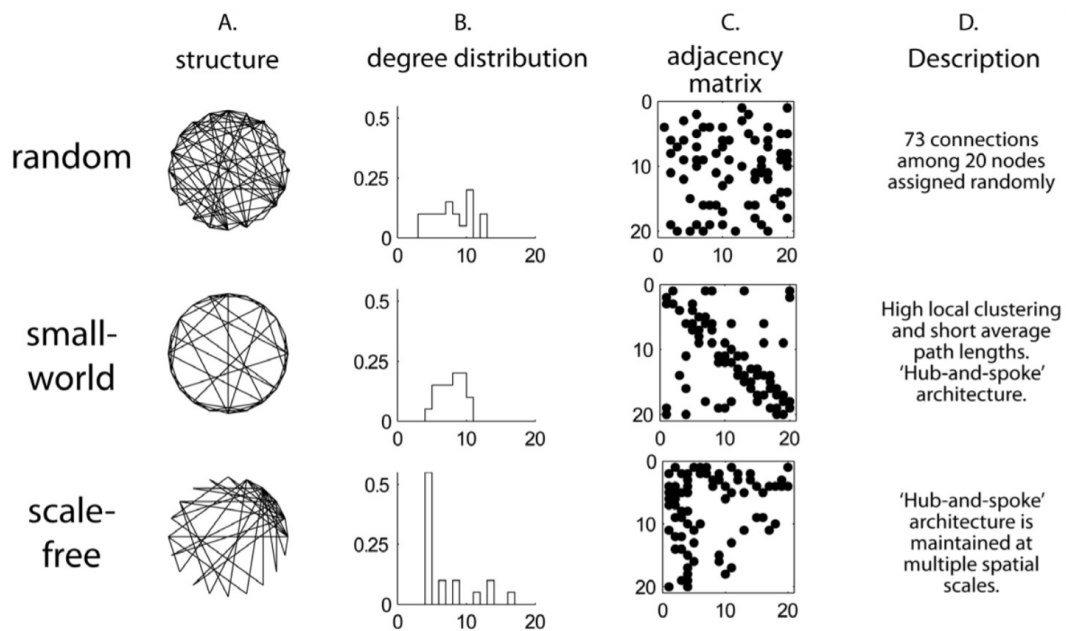 A.
B.
C.
D.
structure
degree distribution
adjacency
matrix
Description
random
0.5
0.25
0
0
10
20
0
10
20
0
10
20
73 connections
among 20 nodes
assigned randomly
small-
world
0.5
0.25
0
0
10
20
0
10
20
0
10
20
High local clustering
and short average
path lengths.
‘Hub-and-spoke’
architecture.
scale-
free
0.5
0.25
0
0
10
20
0
10
20
0
10
20
‘Hub-and-spoke’
architecture is
maintained at
multiple spatial
scales.